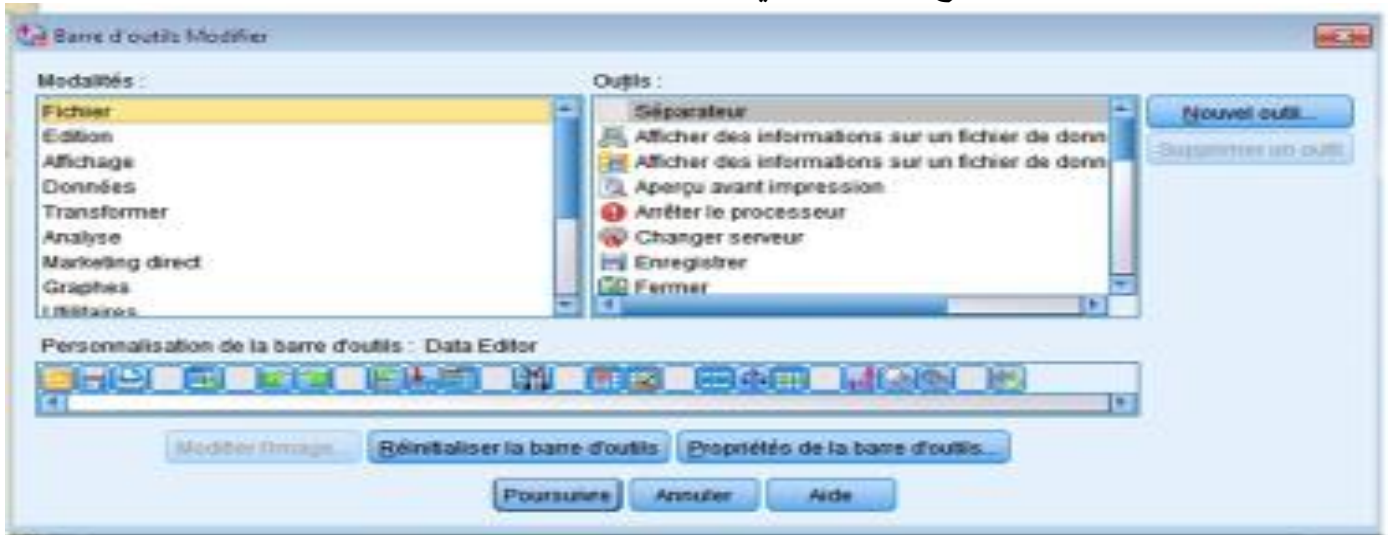 Barre d'outils Modifier
Modalités :
Outils :
Fichier
Edition
Affichage
Données
Transformer
Analyse
Marketing direct
Graphes
Utilitaires
Séparateur
Afficher des informations sur un fichier de donn
Afficher des informations sur un fichier de donn
Aperçu avant impression
Arrêter le processeur
Changer serveur
Enregistrer
Fermer
Nouvel outil...
Supprimer un outil
Personnalisation de la barre d'outils : Data Editor
Modifier l'image...
Réinitialiser la barre d'outils
Propriétés de la barre d'outils...
Poursuivre
Annuler
Aide